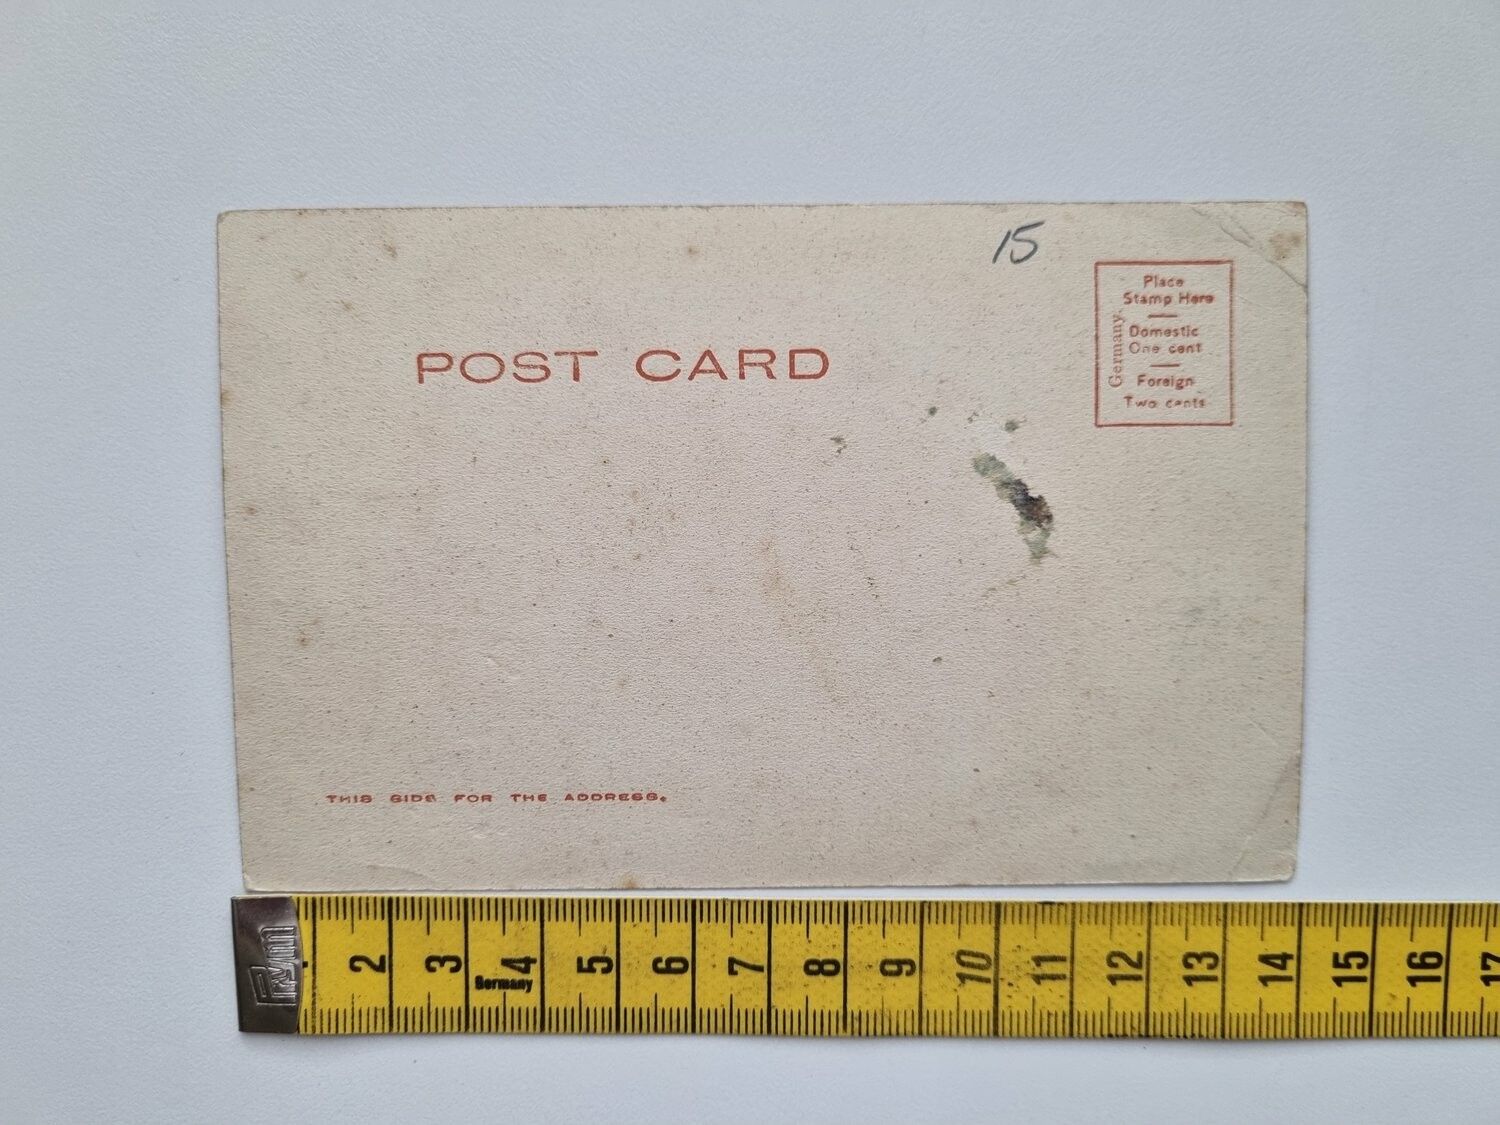 15
Place
Stamp Here
Domestic
One cent
Foreign
Two cents
Germany.
POST CARD
THIS SIDE FOR THE ADDRESS.
Prym
2 3 4 5 6 7 8 9 10 11 12 13 14 15 16 17
Germany